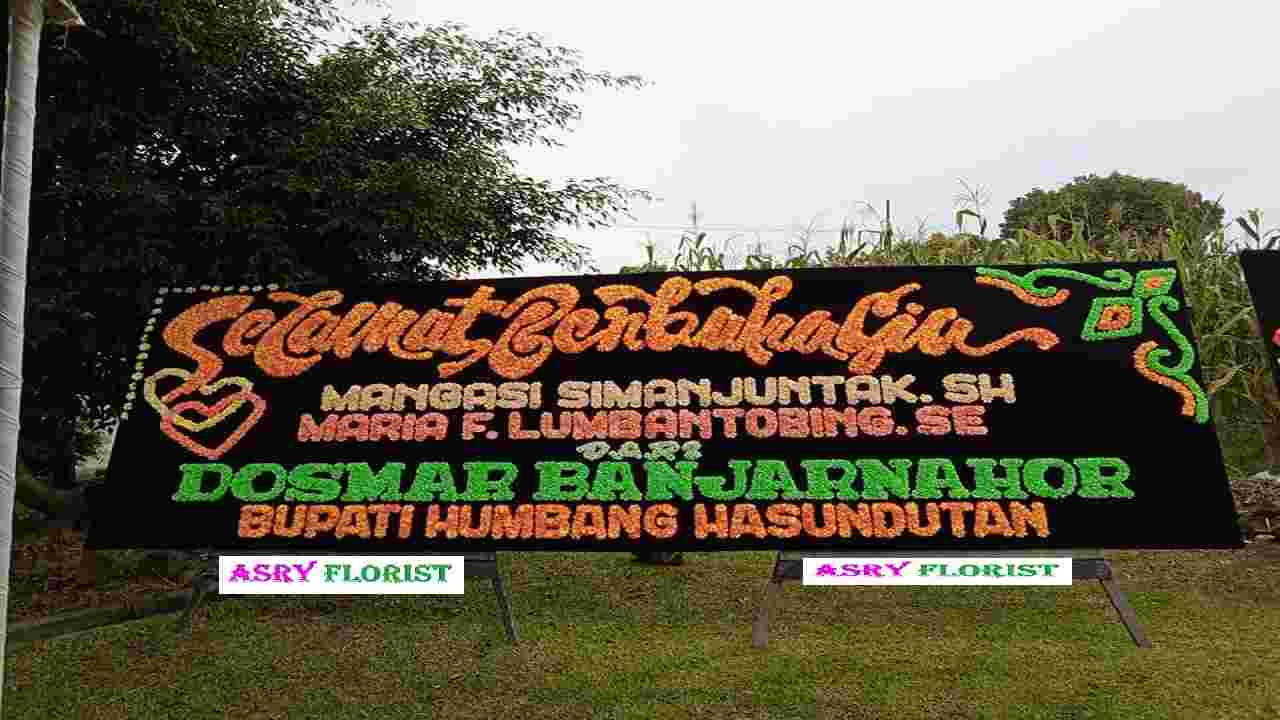 Selamat Berbahagia
MANGASI SIMANJUNTAK. SH
MARIA F. LUMBANTOBING. SE
DARI
DOSMAR BANJARNAHOR
BUPATI HUMBANG HASUNDUTAN
ASRY FLORIST
ASRY FLORIST